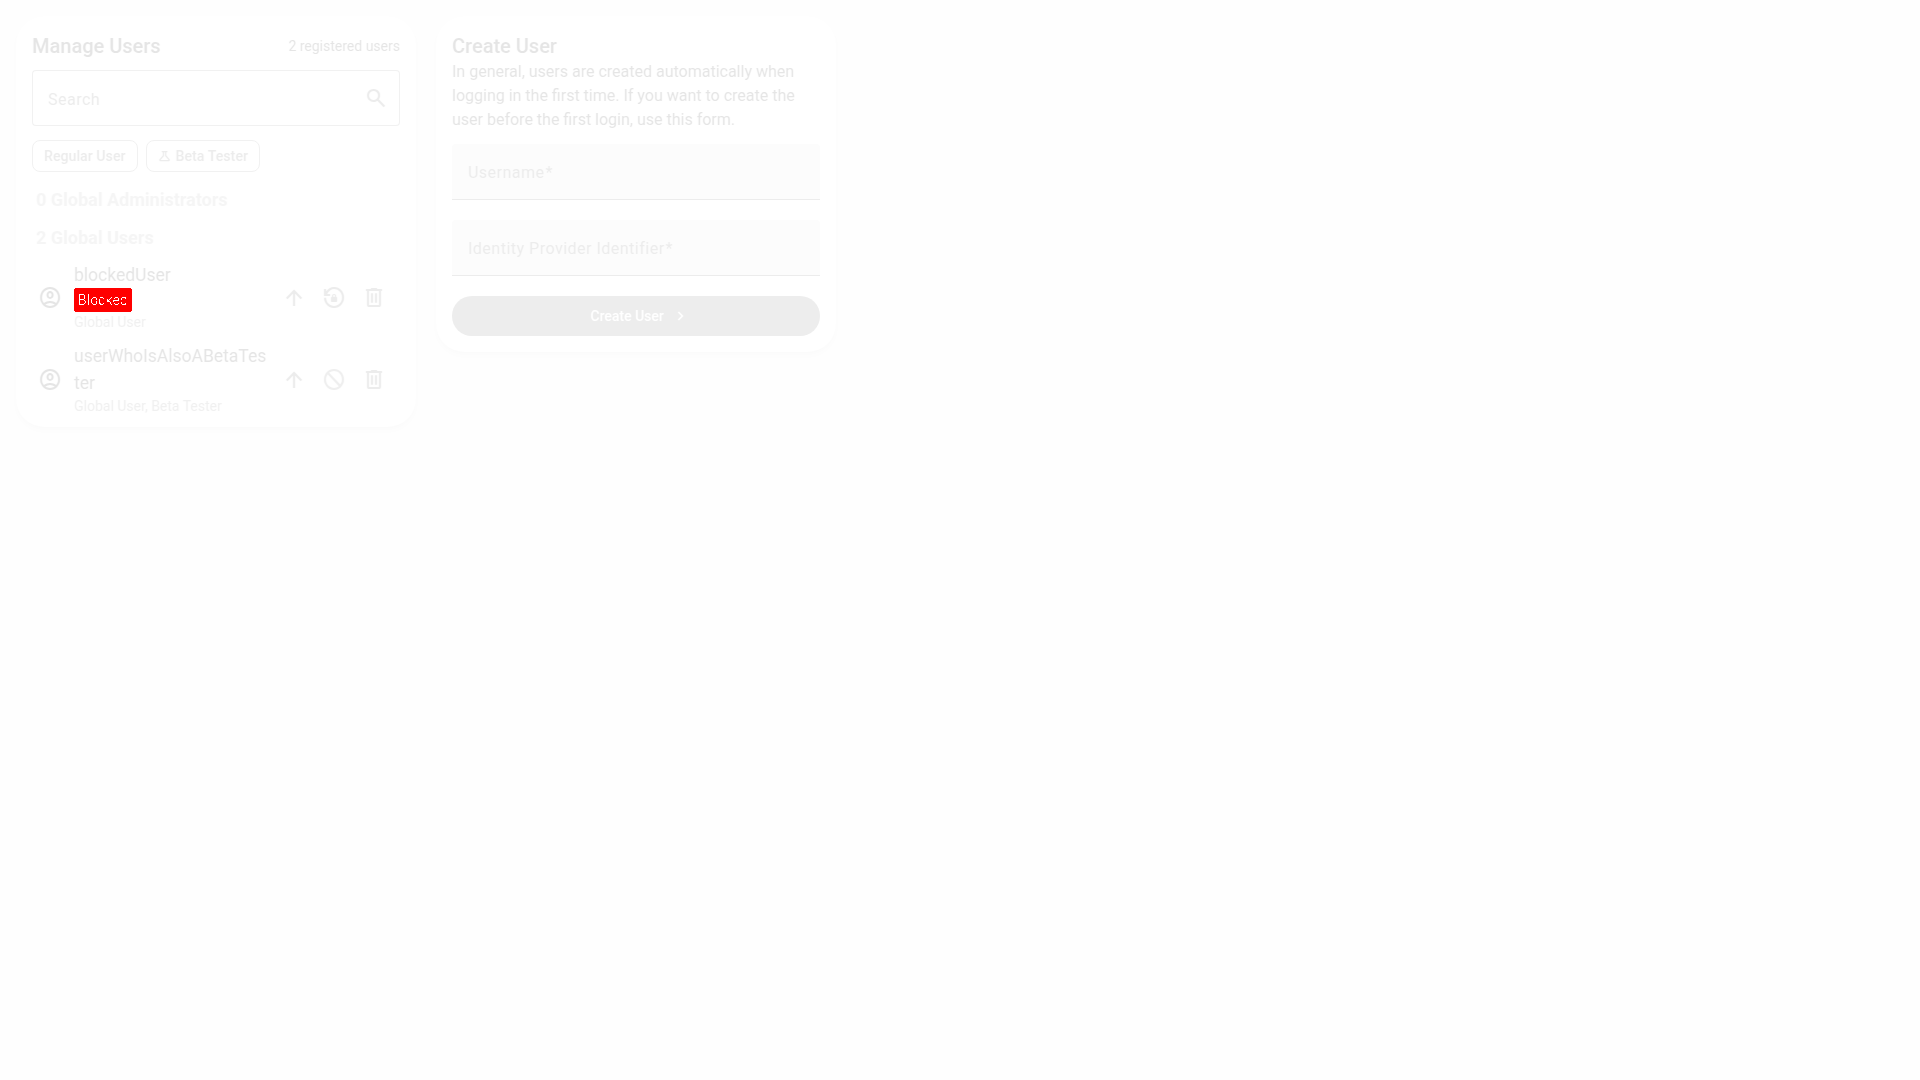 Manage Users
2 registered users
Search
Regular User
Beta Tester
0 Global Administrators
2 Global Users
blockedUser
Blocked
Global User
userWhoIsAlsoABetaTes
ter
Global User, Beta Tester
Create User
In general, users are created automatically when
logging in the first time. If you want to create the
user before the first login, use this form.
Username*
Identity Provider Identifier*
Create User